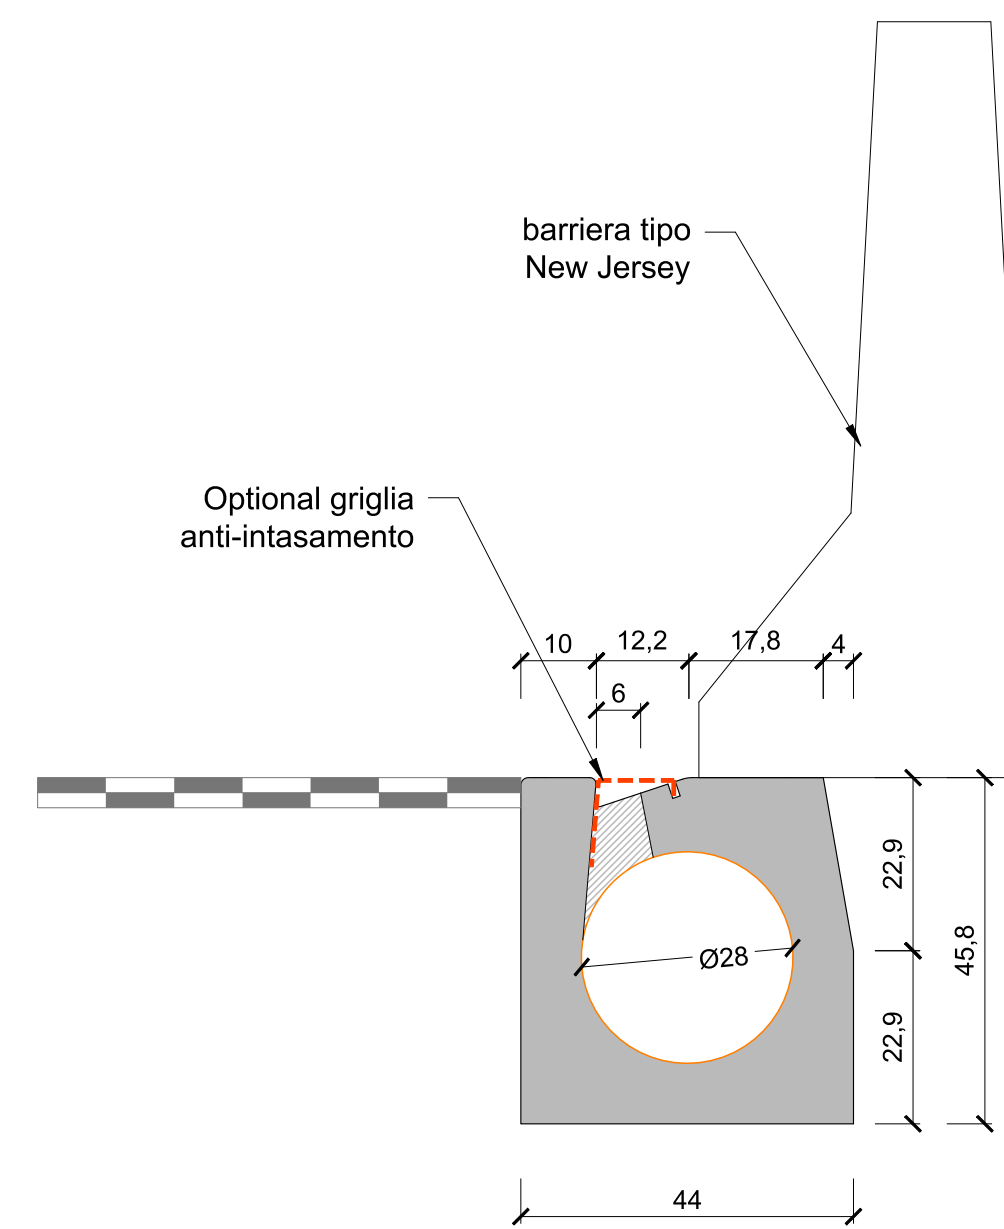 barriera tipo
New Jersey
Optional griglia
anti-intasamento
10
12,2
17,8
4
6
22,9
45,8
Ø28
22,9
44